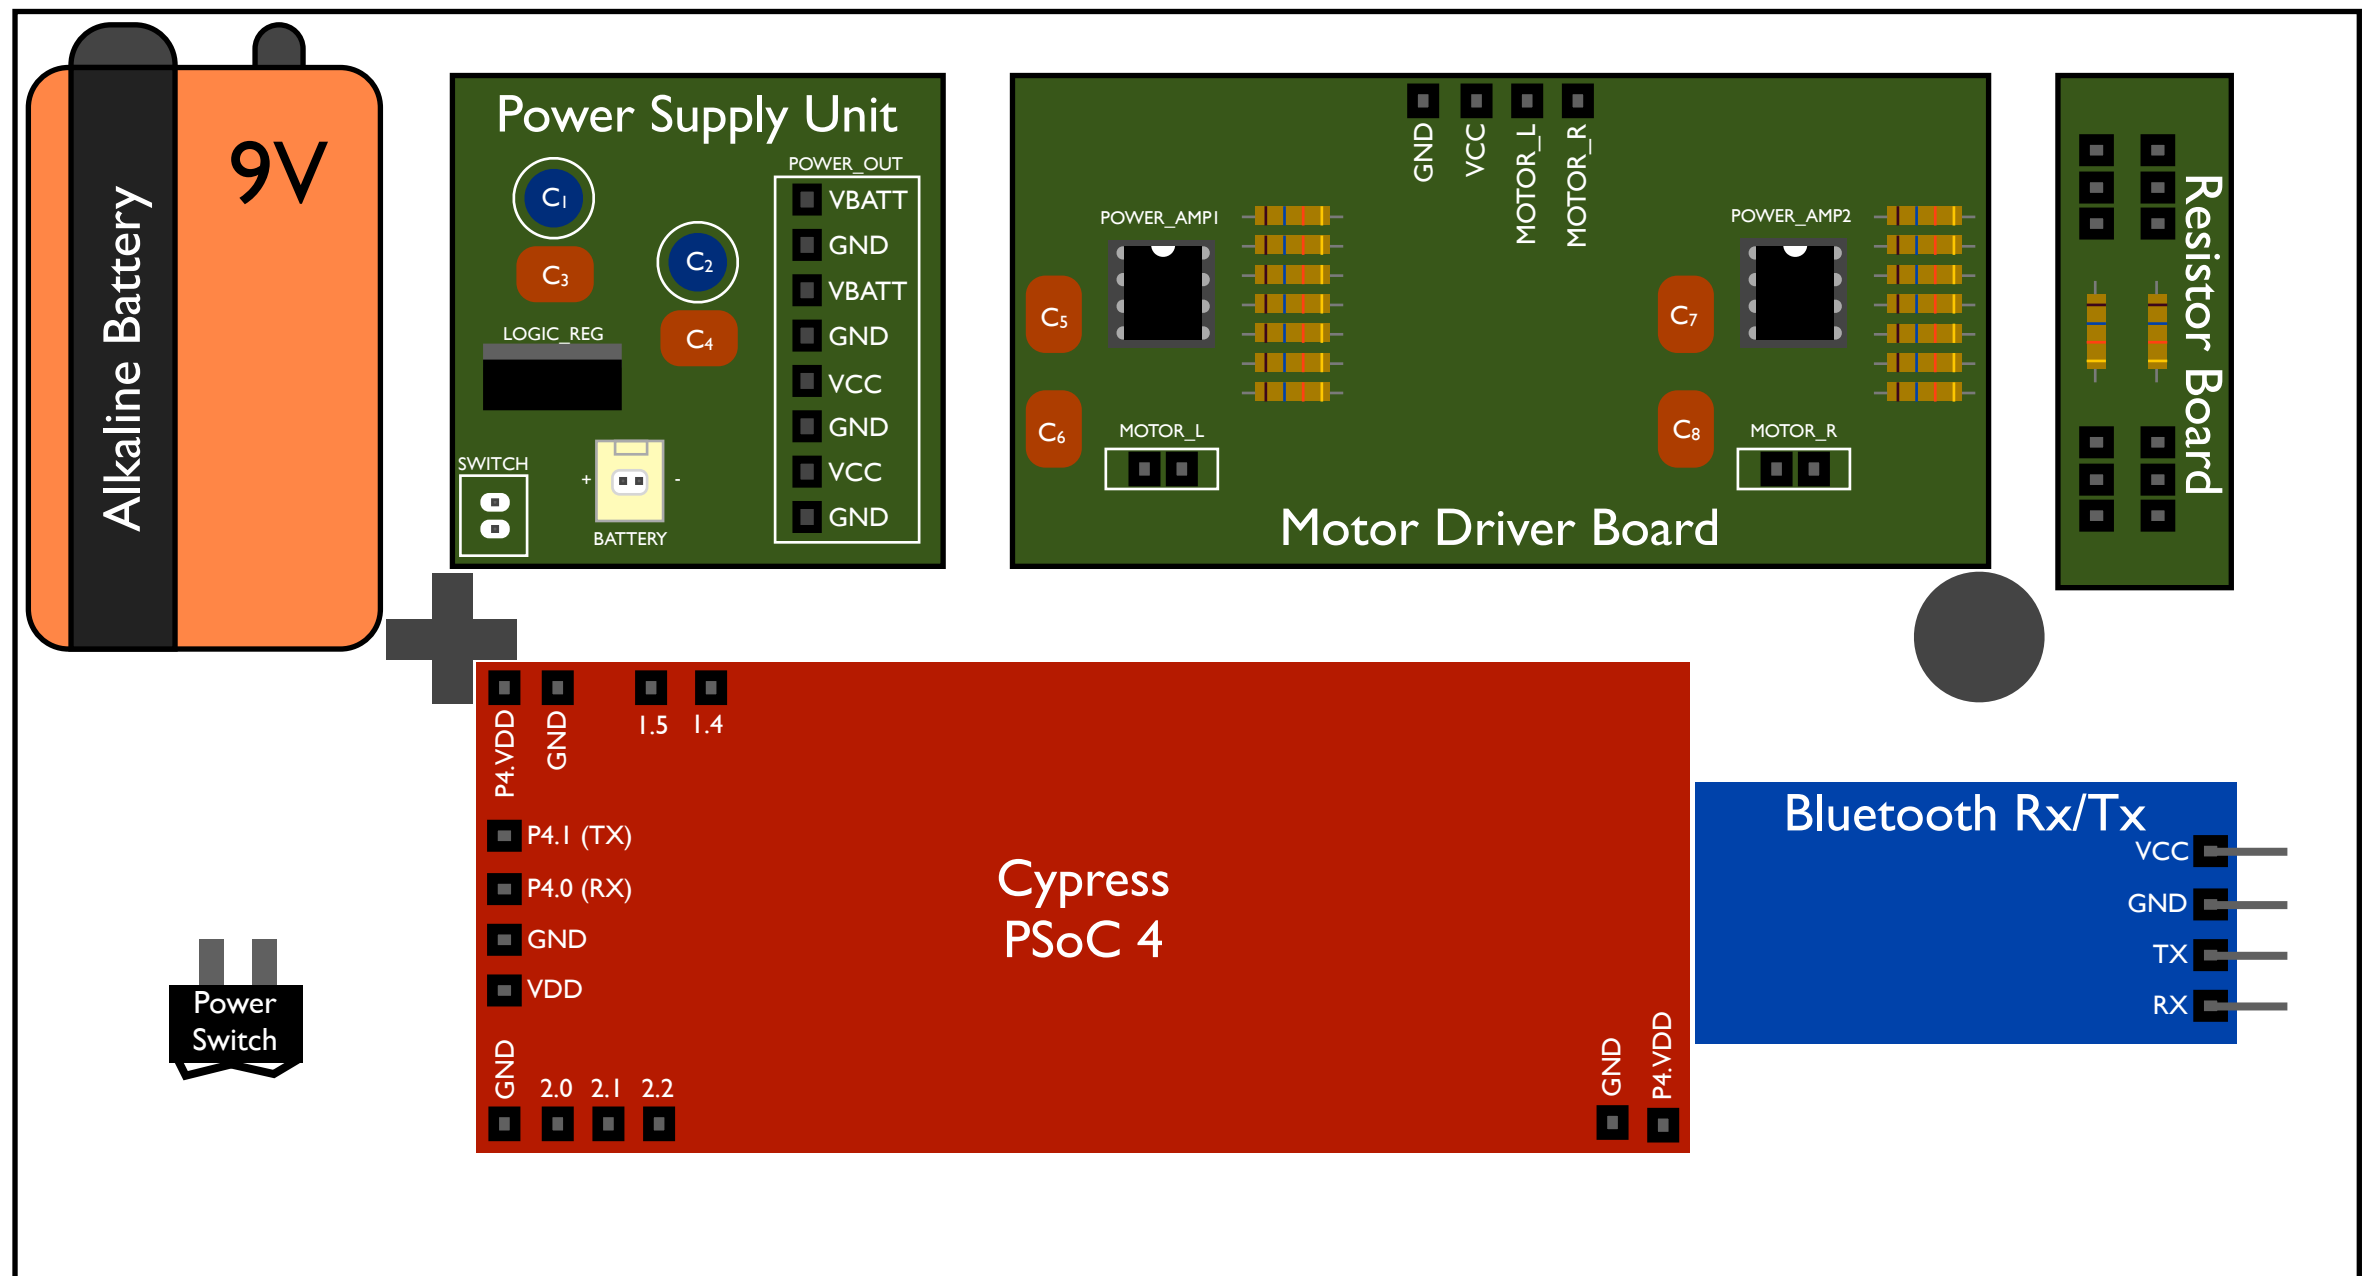 Alkaline Battery
9V
Power Supply Unit
C1
C2
C3
C4
LOGIC_REG
SWITCH
+
-
BATTERY
POWER_OUT
VBATT
GND
VBATT
GND
VCC
GND
VCC
GND
GND
VCC
MOTOR_L
MOTOR_R
POWER_AMP1
POWER_AMP2
C5
C6
C7
C8
MOTOR_L
MOTOR_R
Motor Driver Board
Resistor Board
P4.VDD
GND
1.5
1.4
P4.1 (TX)
P4.0 (RX)
GND
VDD
GND
2.0
2.1
2.2
Cypress
PSoC 4
GND
P4.VDD
Bluetooth Rx/Tx
VCC
GND
TX
RX
Power
Switch